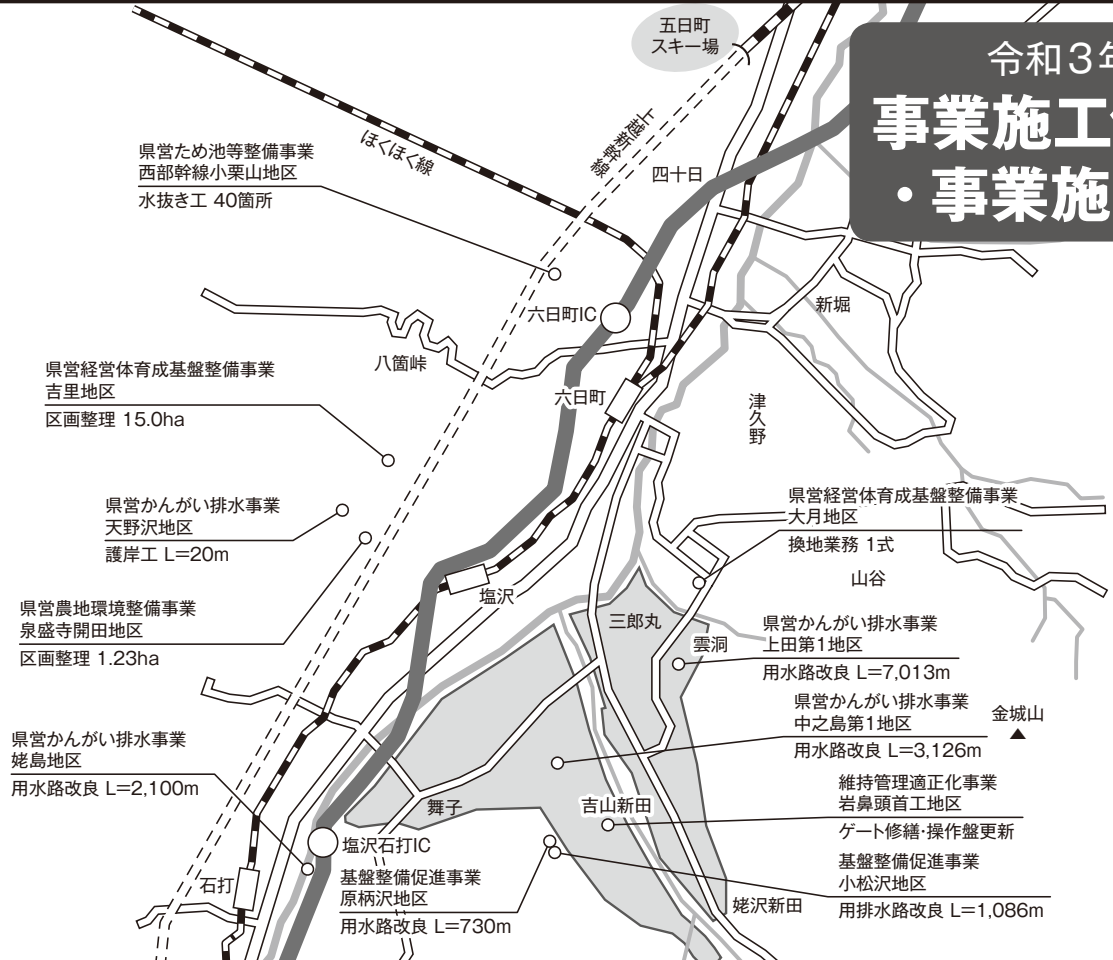 五日町
スキー場
令和3年
事業施工
・事業施
ほくほく線
上越新幹線
四十日
県営ため池等整備事業
西部幹線小栗山地区
水抜き工 40箇所
六日町IC
新堀
八箇峠
県営経営体育成基盤整備事業
吉里地区
区画整理 15.0ha
六日町
津久野
県営かんがい排水事業
天野沢地区
護岸工 L=20m
県営経営体育成基盤整備事業
大月地区
換地業務 1式
山谷
塩沢
県営農地環境整備事業
泉盛寺開田地区
区画整理 1.23ha
三郎丸
雲洞
県営かんがい排水事業
上田第1地区
用水路改良 L=7,013m
県営かんがい排水事業
中之島第1地区
用水路改良 L=3,126m
金城山
県営かんがい排水事業
姥島地区
用水路改良 L=2,100m
舞子
吉山新田
維持管理適正化事業
岩鼻頭首工地区
ゲート修繕・操作盤更新
塩沢石打IC
石打
基盤整備促進事業
原柄沢地区
用水路改良 L=730m
基盤整備促進事業
小松沢地区
用排水路改良 L=1,086m
姥沢新田